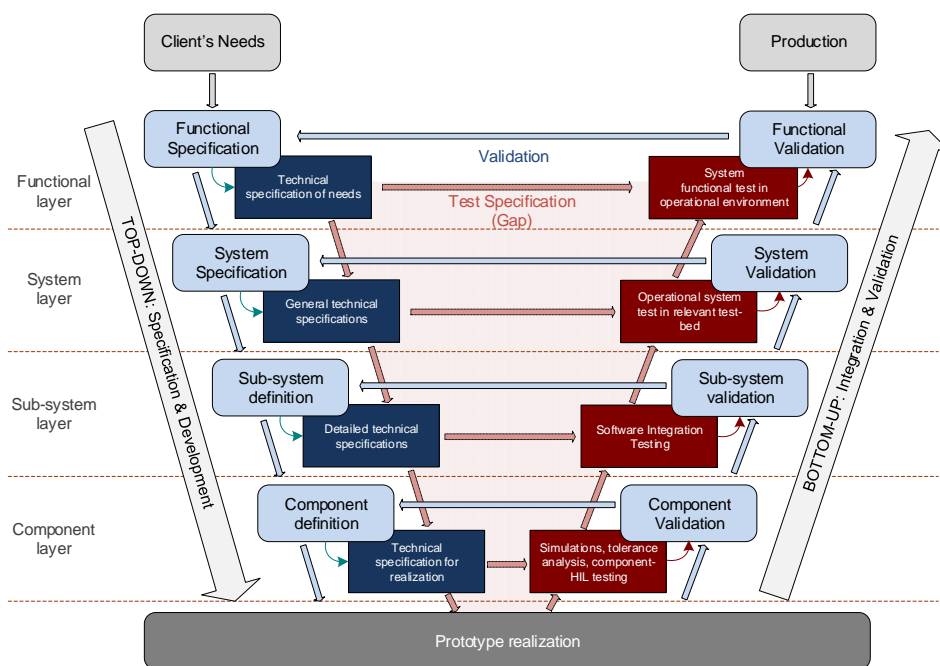 Client's Needs
Production
Functional
Specification
Functional
Validation
Validation
Functional
layer
Technical
specification of needs
Test Specification
(Gap)
System
functional test in
operational environment
TOP-DOWN: Specification & Development
BOTTOM-UP: Integration & Validation
System
layer
System
Specification
System
Validation
General technical
specifications
Operational system
test in relevant test-
bed
Sub-system
layer
Sub-system
definition
Sub-system
validation
Detailed technical
specifications
Software Integration
Testing
Component
layer
Component
definition
Component
Validation
Technical
specification for
realization
Simulations, tolerance
analysis, component-
HIL testing
Prototype realization